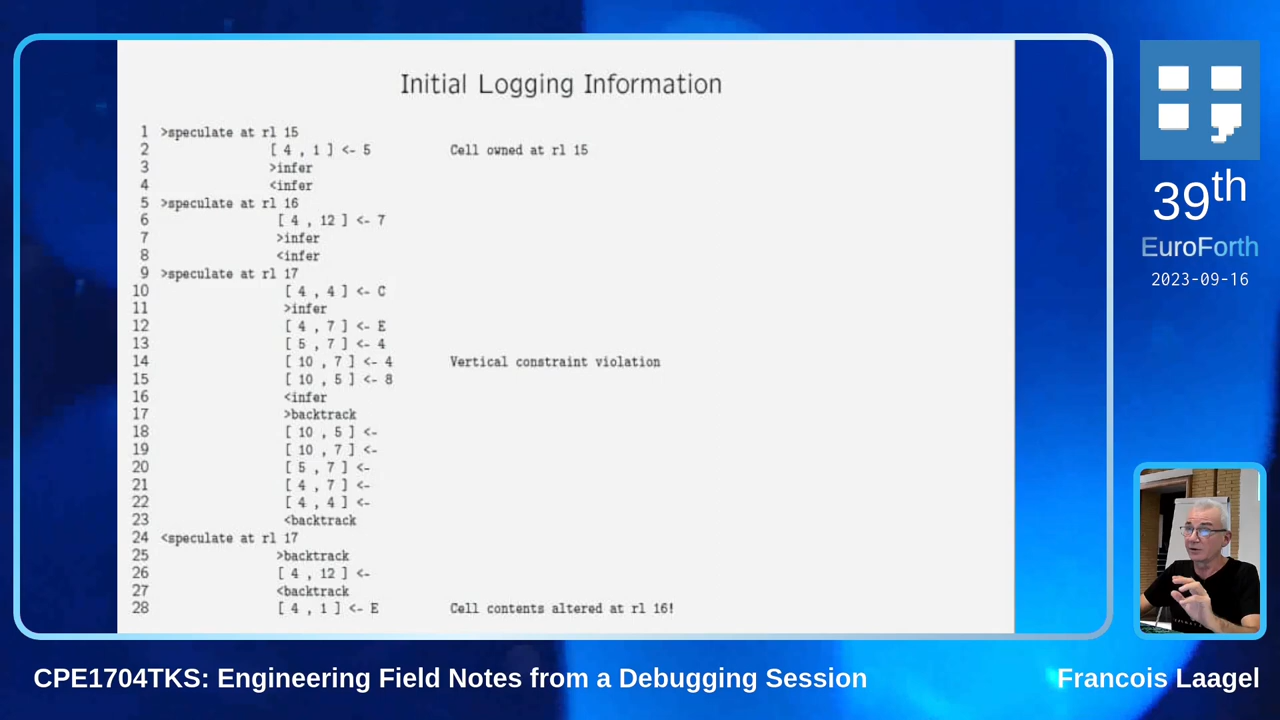 Initial Logging Information
1 >speculate at rl 15
2 [ 4 , 1 ] <- 5 Cell owned at rl 15
3 >infer
4 <infer
5 >speculate at rl 16
6 [ 4 , 12 ] <- 7
7 >infer
8 <infer
9 >speculate at rl 17
10 [ 4 , 4 ] <- C
11 >infer
12 [ 4 , 7 ] <- E
13 [ 5 , 7 ] <- 4
14 [ 10 , 7 ] <- 4 Vertical constraint violation
15 [ 10 , 5 ] <- 8
16 <infer
17 >backtrack
18 [ 10 , 5 ] <-
19 [ 10 , 7 ] <-
20 [ 5 , 7 ] <-
21 [ 4 , 7 ] <-
22 [ 4 , 4 ] <-
23 <backtrack
24 <speculate at rl 17
25 >backtrack
26 [ 4 , 12 ] <-
27 <backtrack
28 [ 4 , 1 ] <- E Cell contents altered at rl 16!
39th
EuroForth
2023-09-16
CPE1704TKS: Engineering Field Notes from a Debugging Session
Francois Laagel